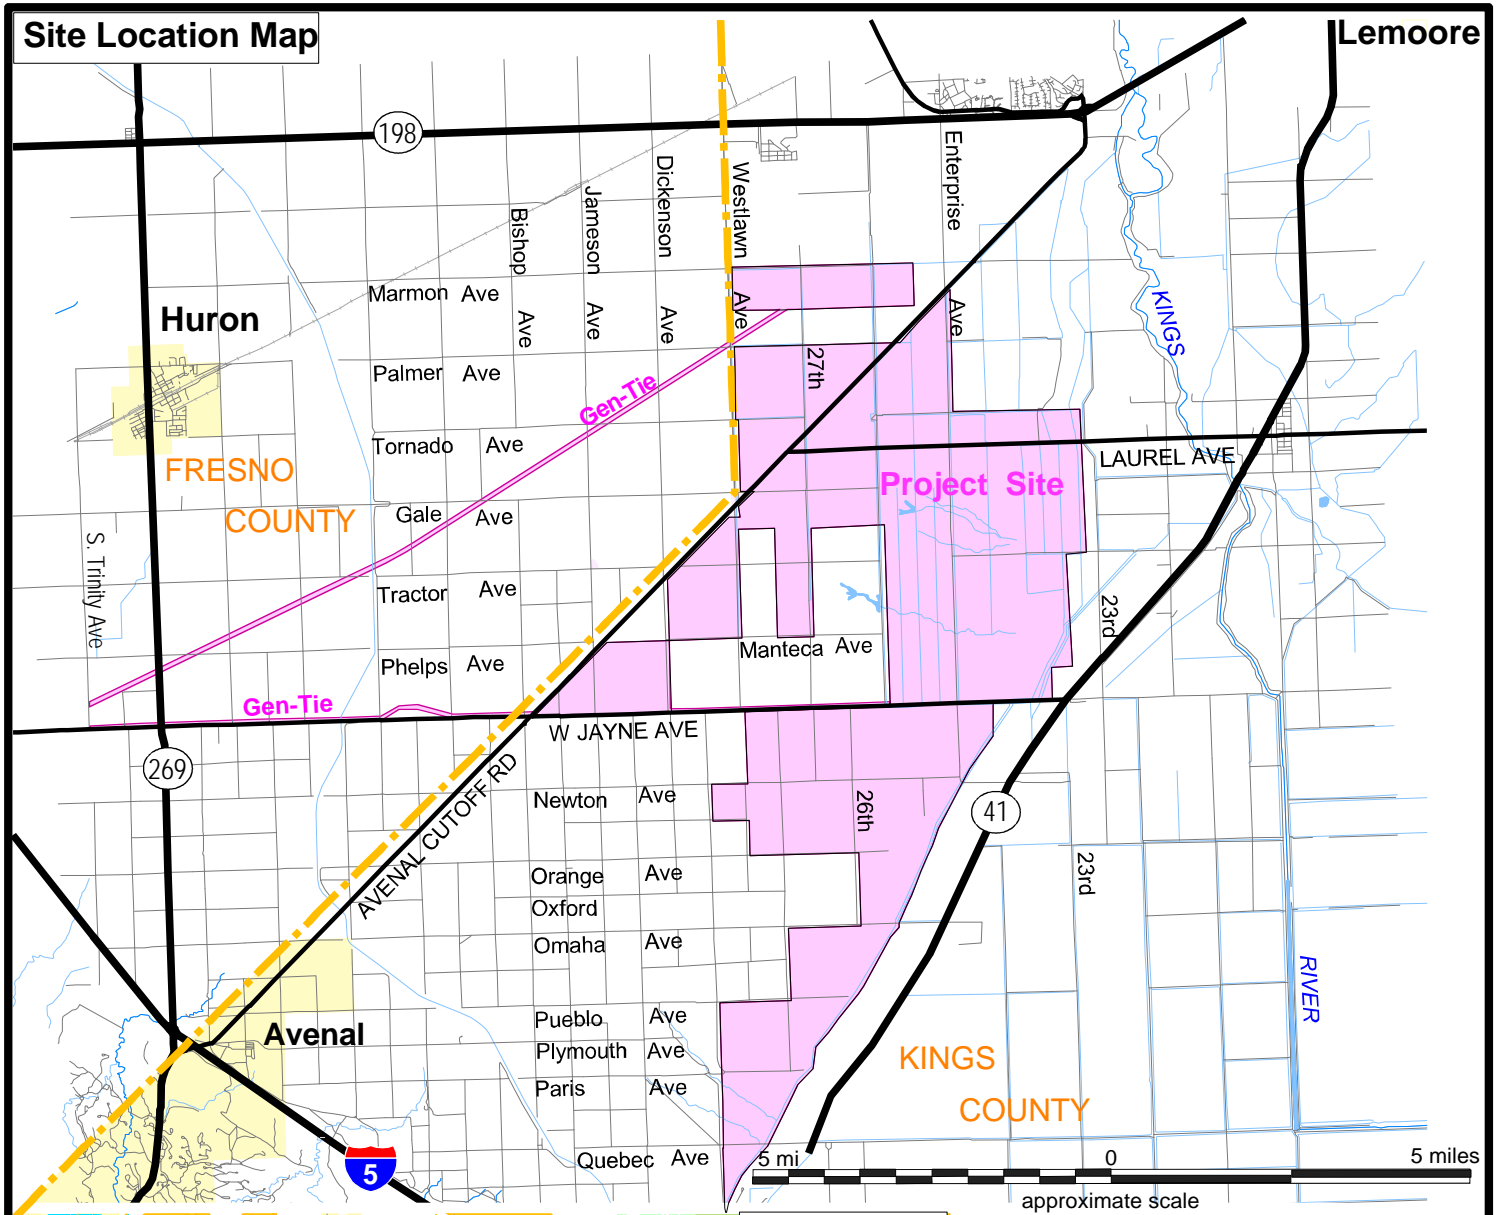 Site Location Map
Lemoore
198
Enterprise
Ave
Westlawn
Ave
Dickenson
Ave
Jameson
Ave
Bishop
Ave
KINGS
Marmon Ave
Huron
27th
Palmer Ave
Gen-Tie
Tornado Ave
LAUREL AVE
FRESNO
COUNTY
Project Site
Gale Ave
S. Trinity Ave
Tractor Ave
23rd
Manteca Ave
Phelps Ave
Gen-Tie
W JAYNE AVE
269
AVENAL CUTOFF RD
Newton Ave
26th
41
Orange Ave
23rd
Oxford
Omaha Ave
RIVER
Pueblo Ave
Avenal
Plymouth Ave
KINGS
COUNTY
Paris Ave
Quebec Ave
5
5 mi 0 5 miles
approximate scale